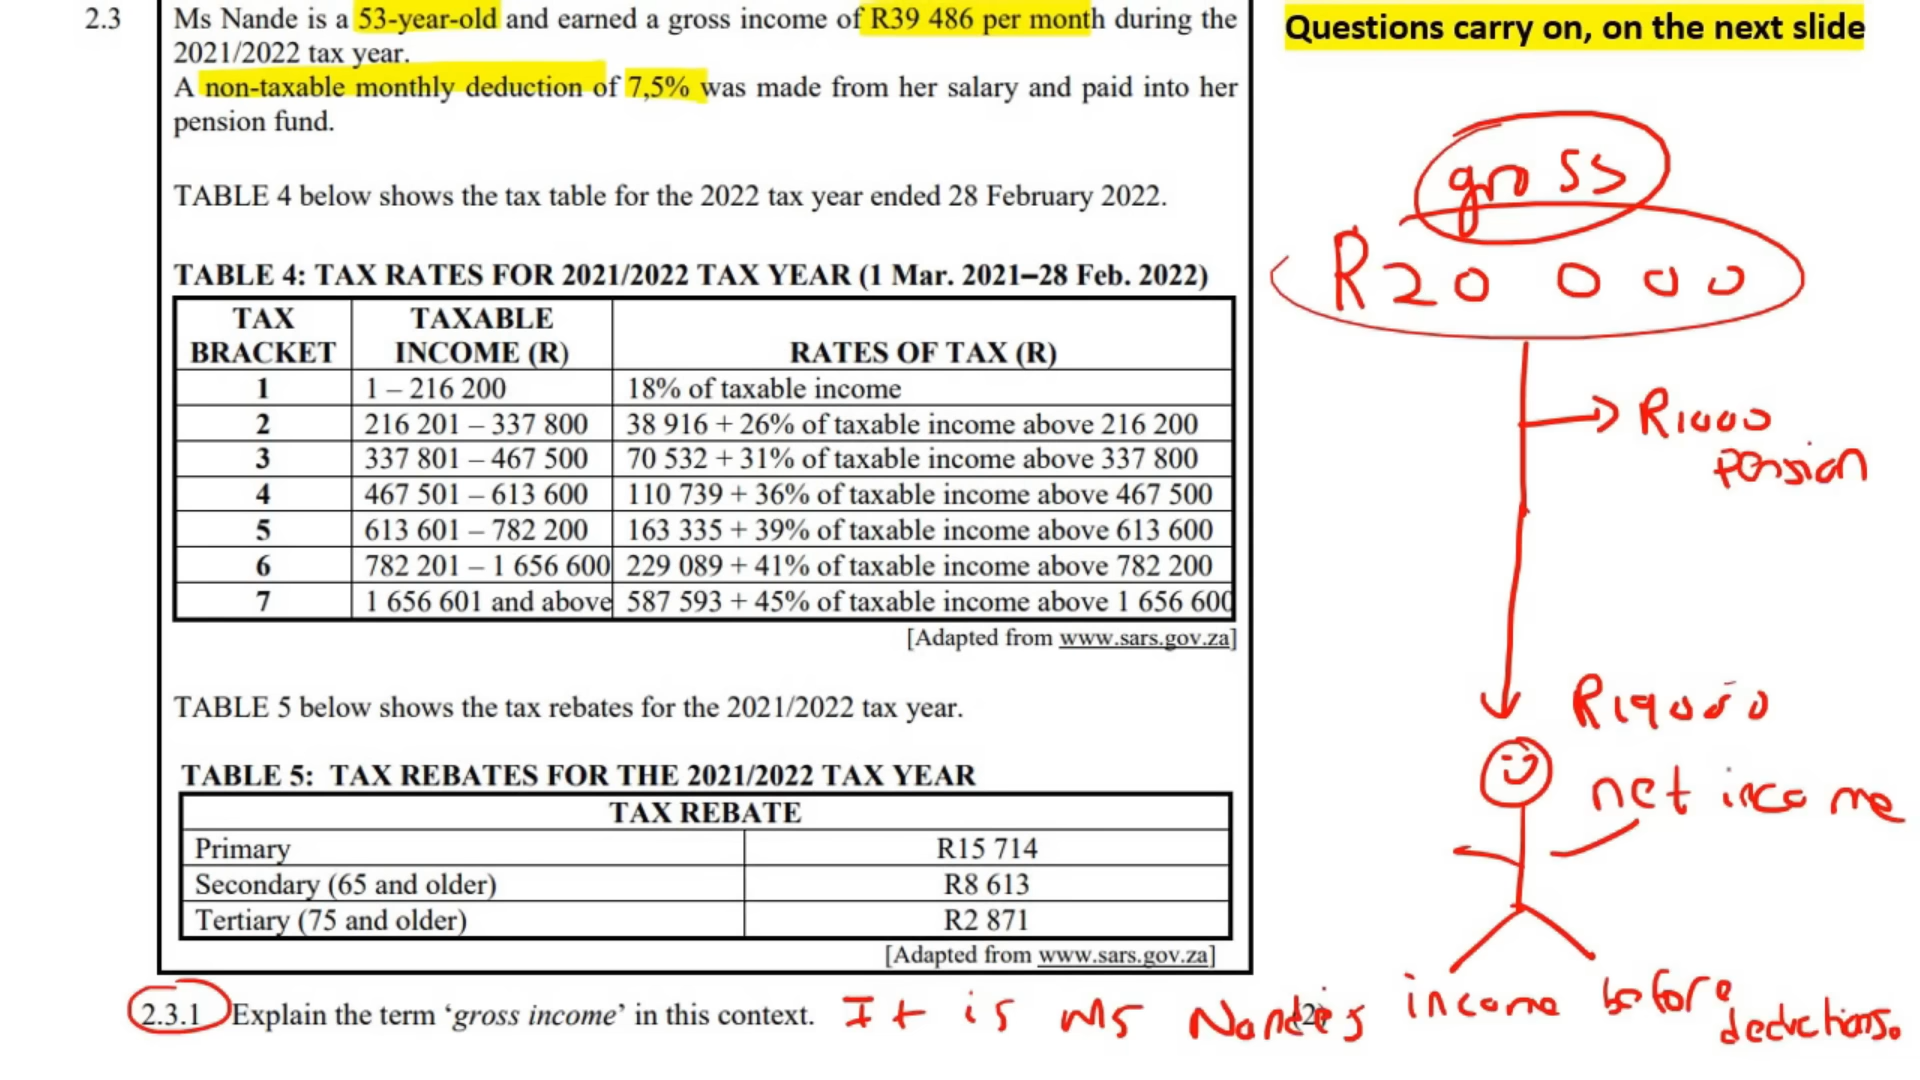 2.3 Ms Nande is a 53-year-old and earned a gross income of R39 486 per month during the
2021/2022 tax year.
A non-taxable monthly deduction of 7,5% was made from her salary and paid into her
pension fund.
TABLE 4 below shows the tax table for the 2022 tax year ended 28 February 2022.
TABLE 4: TAX RATES FOR 2021/2022 TAX YEAR (1 Mar. 2021–28 Feb. 2022)
TAX BRACKET TAXABLE INCOME (R) RATES OF TAX (R)
1 1 – 216 200 18% of taxable income
2 216 201 – 337 800 38 916 + 26% of taxable income above 216 200
3 337 801 – 467 500 70 532 + 31% of taxable income above 337 800
4 467 501 – 613 600 110 739 + 36% of taxable income above 467 500
5 613 601 – 782 200 163 335 + 39% of taxable income above 613 600
6 782 201 – 1 656 600 229 089 + 41% of taxable income above 782 200
7 1 656 601 and above 587 593 + 45% of taxable income above 1 656 600
[Adapted from www.sars.gov.za]
TABLE 5 below shows the tax rebates for the 2021/2022 tax year.
TABLE 5: TAX REBATES FOR THE 2021/2022 TAX YEAR
TAX REBATE
Primary R15 714
Secondary (65 and older) R8 613
Tertiary (75 and older) R2 871
[Adapted from www.sars.gov.za]
2.3.1 Explain the term ‘gross income’ in this context. (2)
It is Ms Nande's income before
deductions.
Questions carry on, on the next slide
gross
R20 000
R1000
pension
R19000
net income